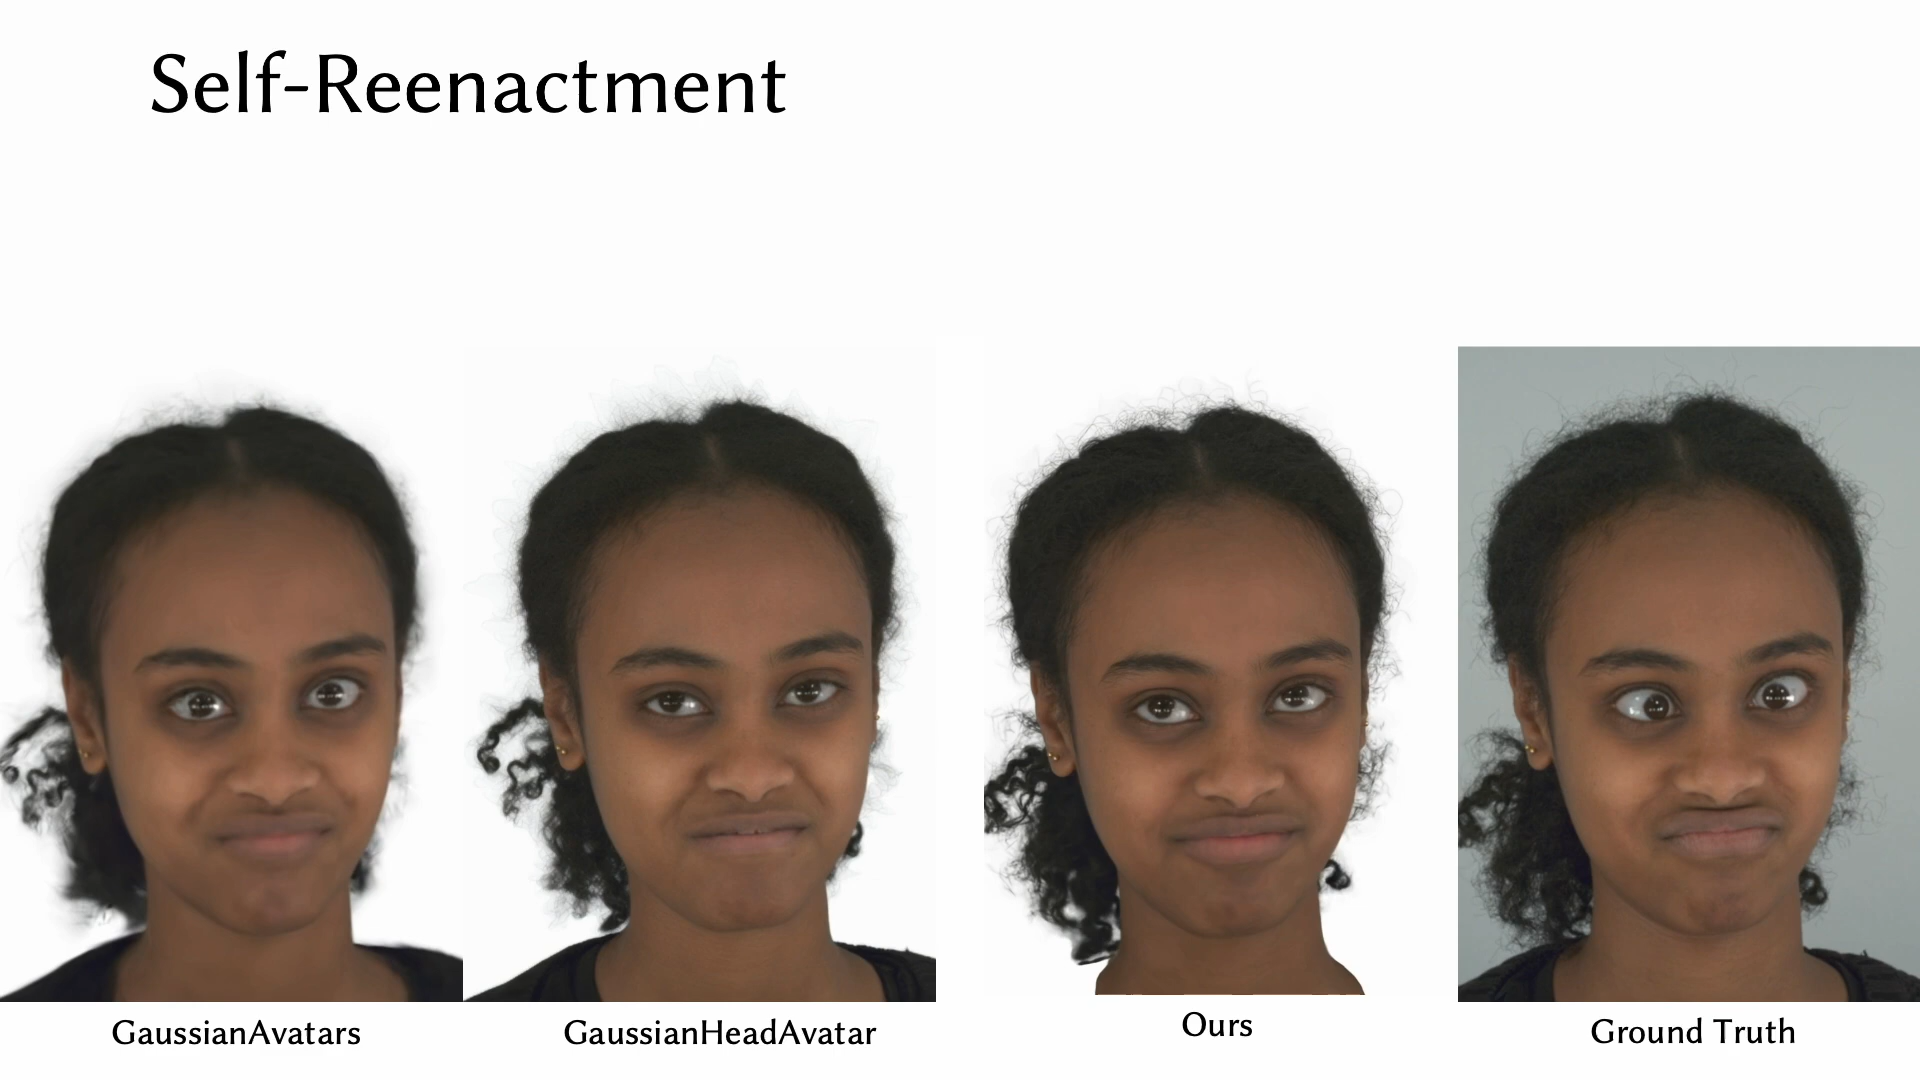 Self-Reenactment
GaussianAvatars
GaussianHeadAvatar
Ours
Ground Truth